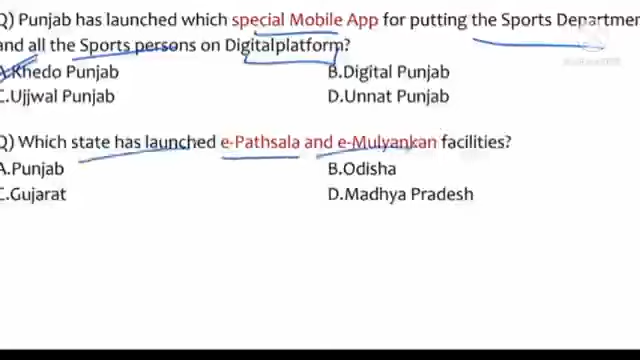 Q) Punjab has launched which special Mobile App for putting the Sports Departme
and all the Sports persons on Digitalplatform?
A.Khedo Punjab B.Digital Punjab
C.Ujjwal Punjab D.Unnat Punjab
Q) Which state has launched e-Pathsala and e-Mulyankan facilities?
A.Punjab B.Odisha
C.Gujarat D.Madhya Pradesh